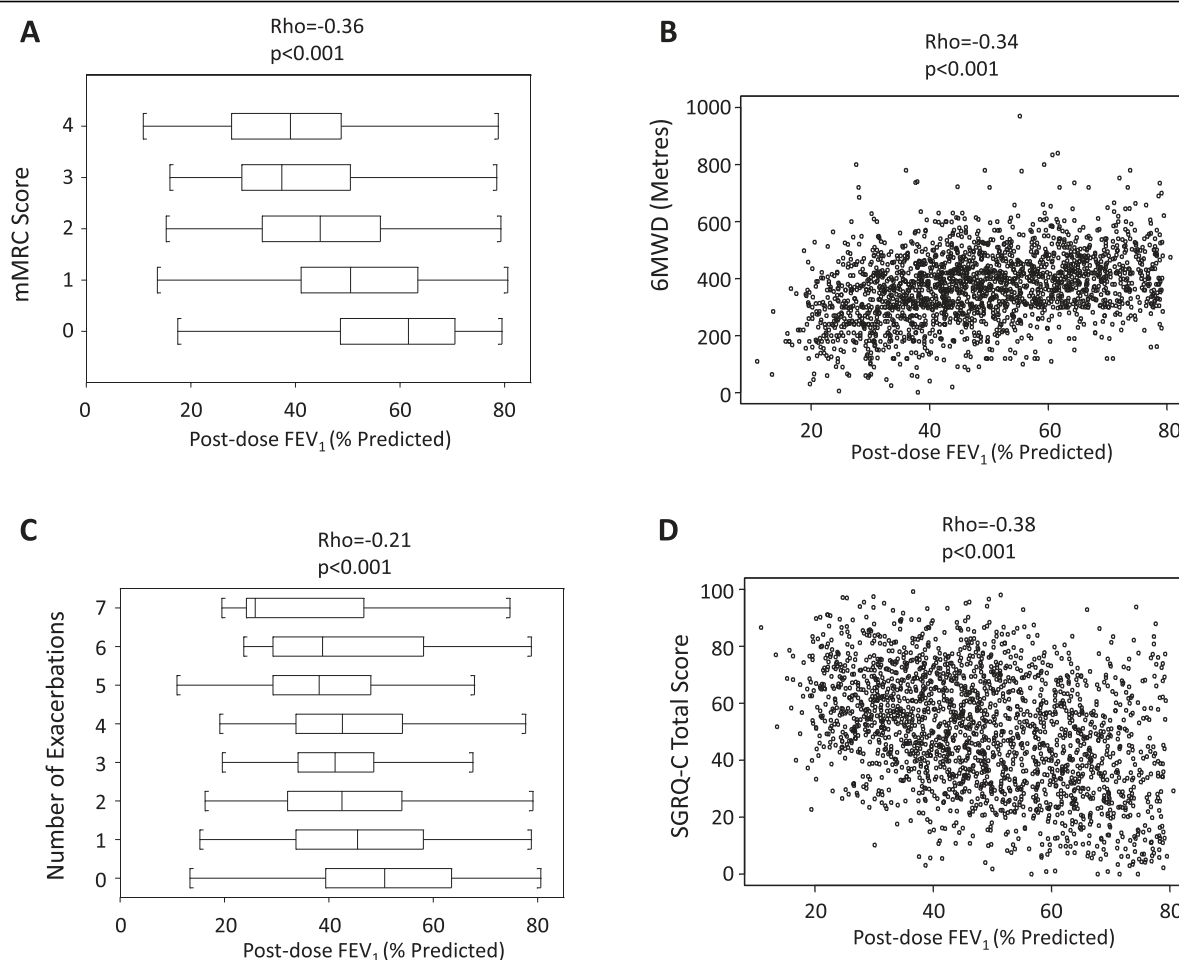 A
Rho=-0.36
p<0.001
mMRC Score
4
3
2
1
0
0 20 40 60 80
Post-dose FEV1 (% Predicted)
B
Rho=-0.34
p<0.001
6MWD (Metres)
1000
800
600
400
200
0
20 40 60 80
Post-dose FEV1 (% Predicted)
C
Rho=-0.21
p<0.001
Number of Exacerbations
7
6
5
4
3
2
1
0
0 20 40 60 80
Post-dose FEV1 (% Predicted)
D
Rho=-0.38
p<0.001
SGRQ-C Total Score
100
80
60
40
20
0
20 40 60 80
Post-dose FEV1 (% Predicted)